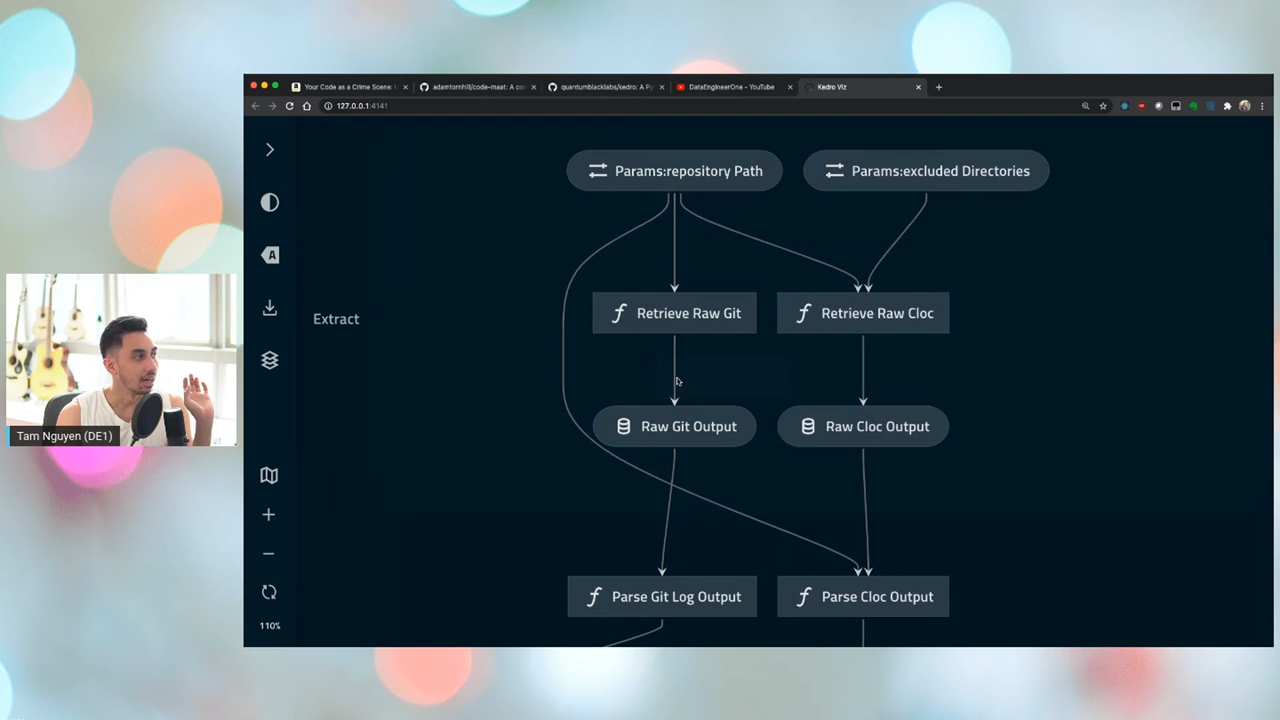 Your Code as a Crime Scene:
adamtornhill/code-maat: A co
quantumblacklabs/kedro: A Py
DataEngineerOne - YouTube
Kedro Viz
127.0.0.1:4141
Params:repository Path
Params:excluded Directories
Retrieve Raw Git
Retrieve Raw Cloc
Extract
Raw Git Output
Raw Cloc Output
Tam Nguyen (DE1)
Parse Git Log Output
Parse Cloc Output
110%